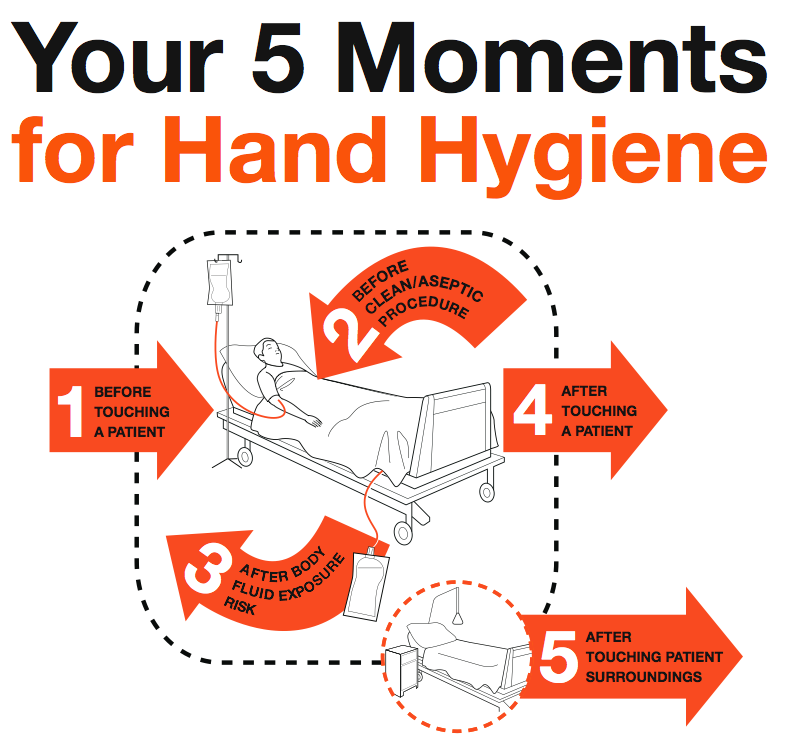 Your 5 Moments
for Hand Hygiene
1 BEFORE
TOUCHING
A PATIENT
2 BEFORE
CLEAN/ASEPTIC
PROCEDURE
3 AFTER BODY
FLUID EXPOSURE
RISK
4 AFTER
TOUCHING
A PATIENT
5 AFTER
TOUCHING PATIENT
SURROUNDINGS